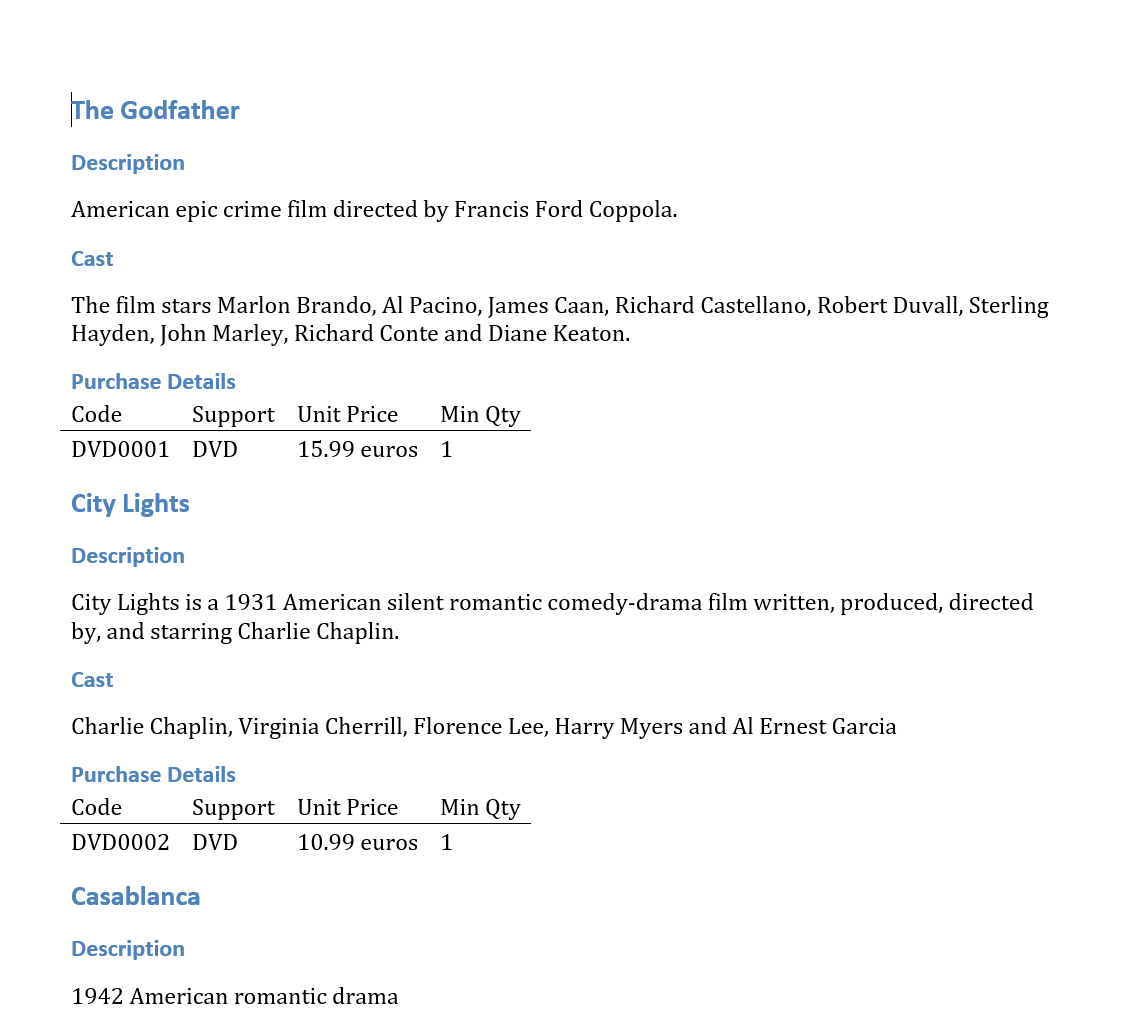 The Godfather
Description
American epic crime film directed by Francis Ford Coppola.
Cast
The film stars Marlon Brando, Al Pacino, James Caan, Richard Castellano, Robert Duvall, Sterling
Hayden, John Marley, Richard Conte and Diane Keaton.
Purchase Details
Code Support Unit Price Min Qty
DVD0001 DVD 15.99 euros 1
City Lights
Description
City Lights is a 1931 American silent romantic comedy-drama film written, produced, directed
by, and starring Charlie Chaplin.
Cast
Charlie Chaplin, Virginia Cherrill, Florence Lee, Harry Myers and Al Ernest Garcia
Purchase Details
Code Support Unit Price Min Qty
DVD0002 DVD 10.99 euros 1
Casablanca
Description
1942 American romantic drama